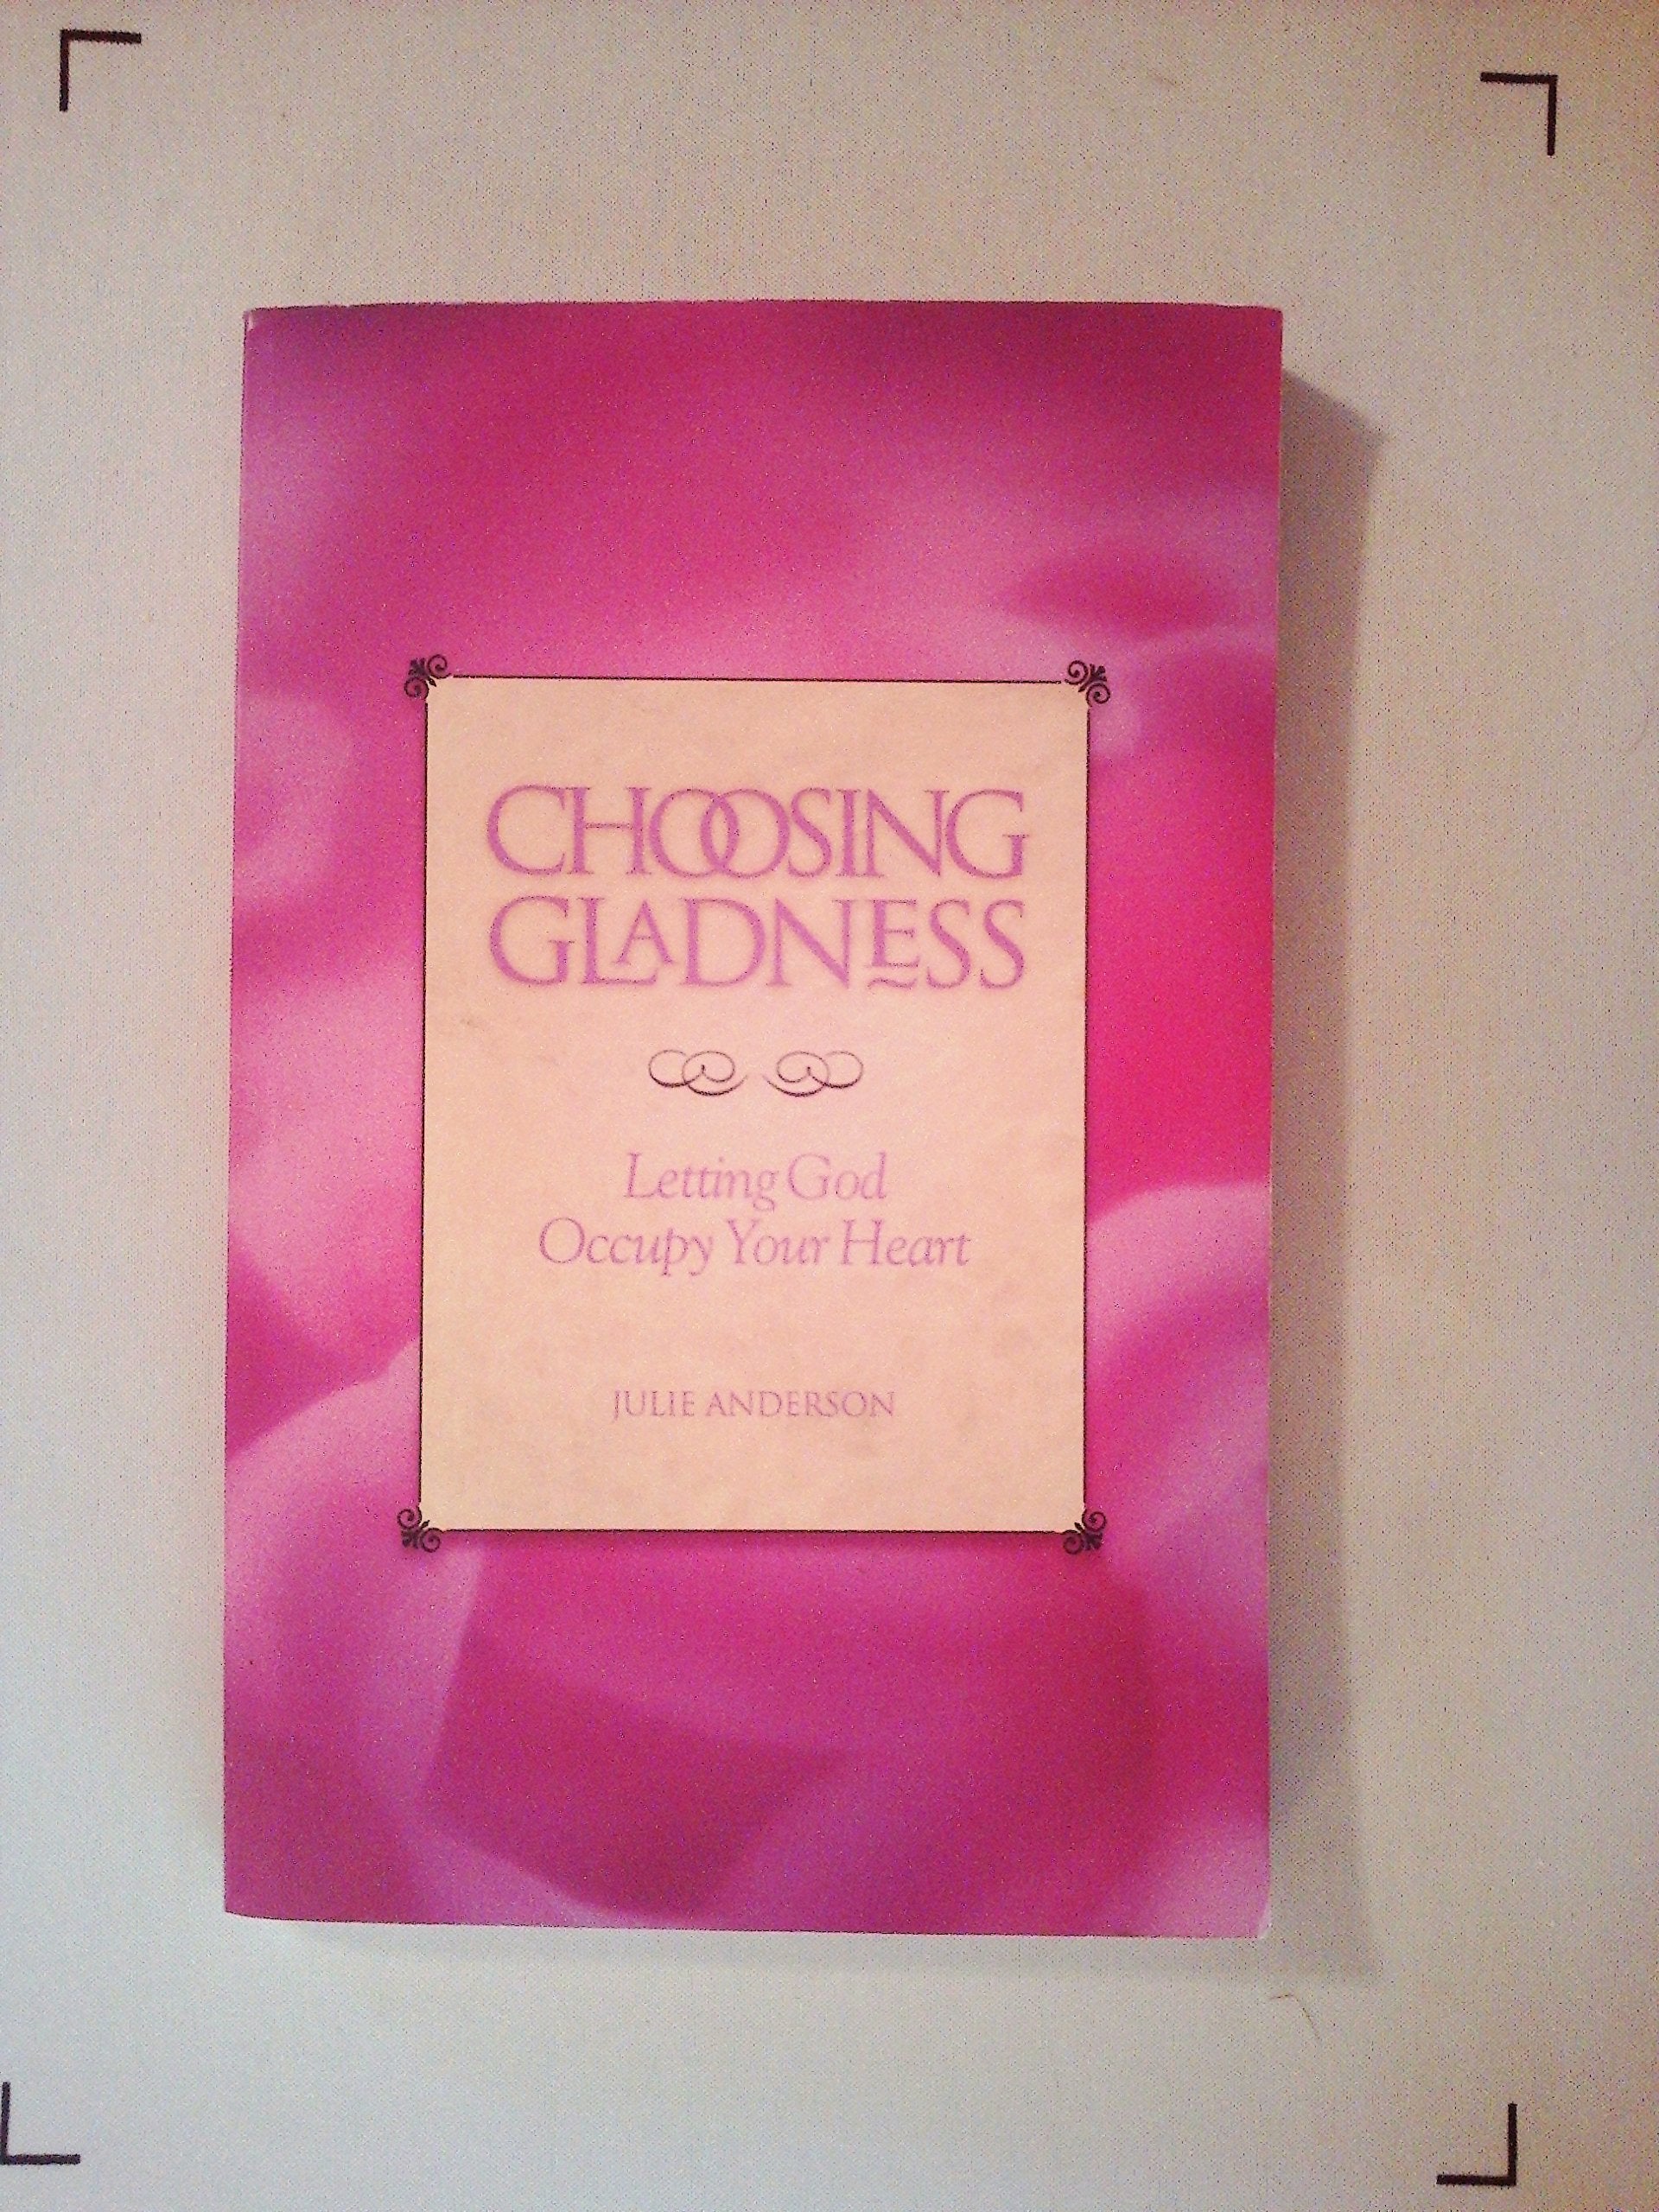 CHOOSING
GLADNESS
Letting God
Occupy Your Heart
JULIE ANDERSON